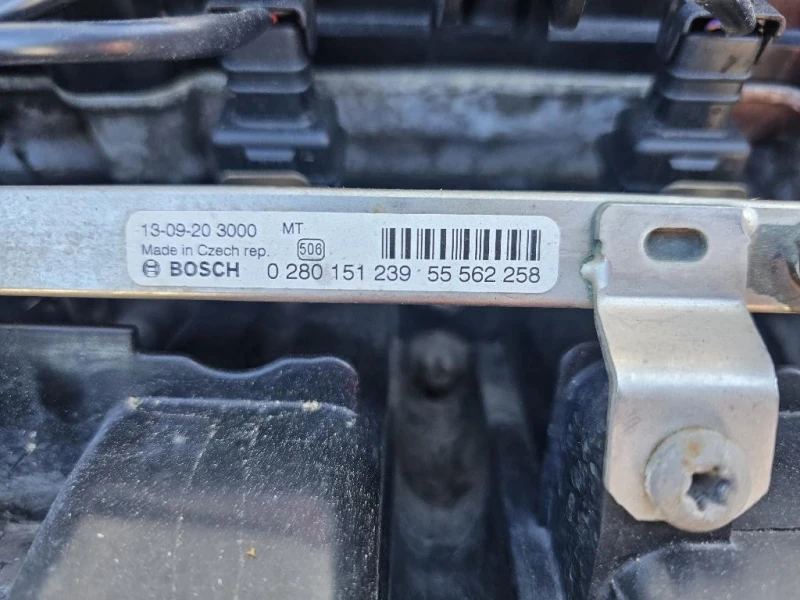 13-09-20 3000 MT
Made in Czech rep. 506
BOSCH 0 280 151 239 55 562 258